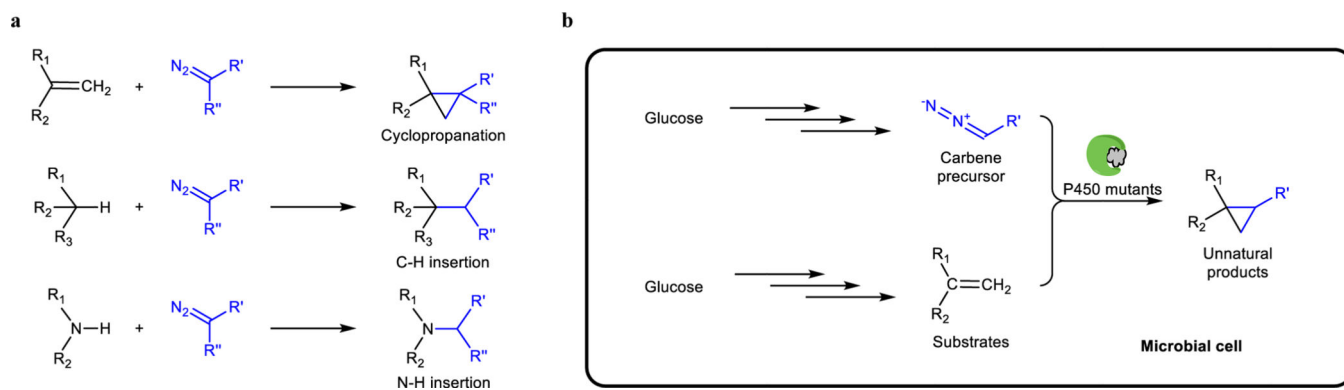 a
R1
R2
CH2
+
N2
R'
R"
R1
R2
R'
R"
Cyclopropanation
R1
R2
R3
H
+
N2
R'
R"
R1
R2
R3
R'
R"
C-H insertion
R1
N
H
R2
+
N2
R'
R"
R1
N
R2
R'
R"
N-H insertion
b
Glucose
-N
N+
R'
Carbene
precursor
Glucose
R1
C
CH2
R2
Substrates
P450 mutants
R1
R2
R'
Unnatural
products
Microbial cell